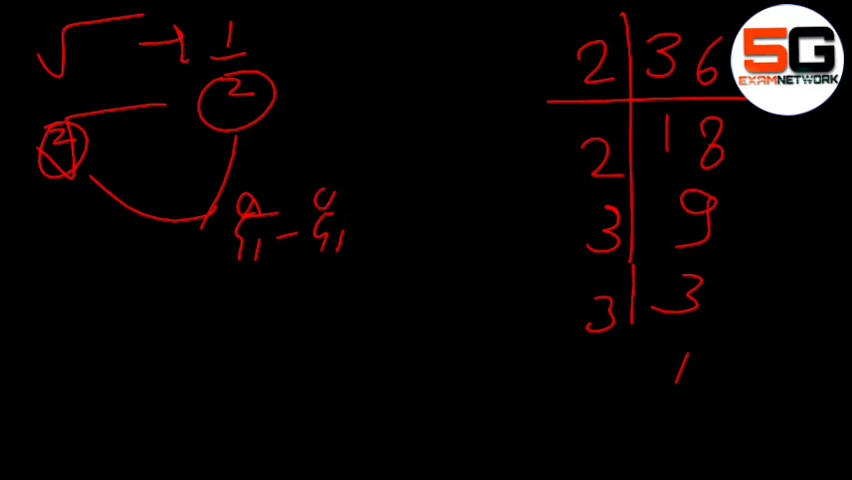 √ → 1/2
2√
2 | 36
2 | 18
3 | 9
3 | 3
1
5G
EXAMNETWORK